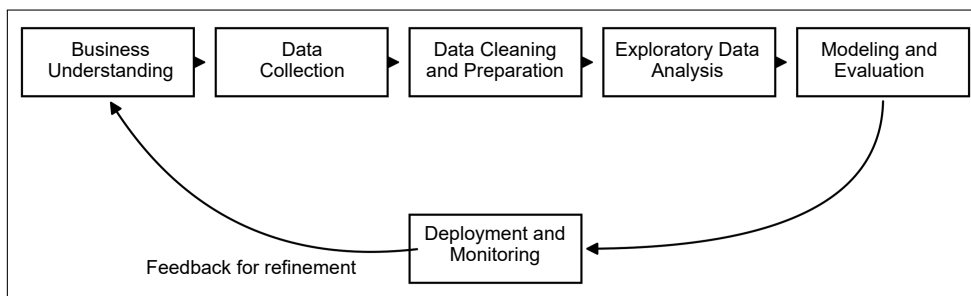 Business
Understanding
Data
Collection
Data Cleaning
and Preparation
Exploratory Data
Analysis
Modeling and
Evaluation
Deployment and
Monitoring
Feedback for refinement